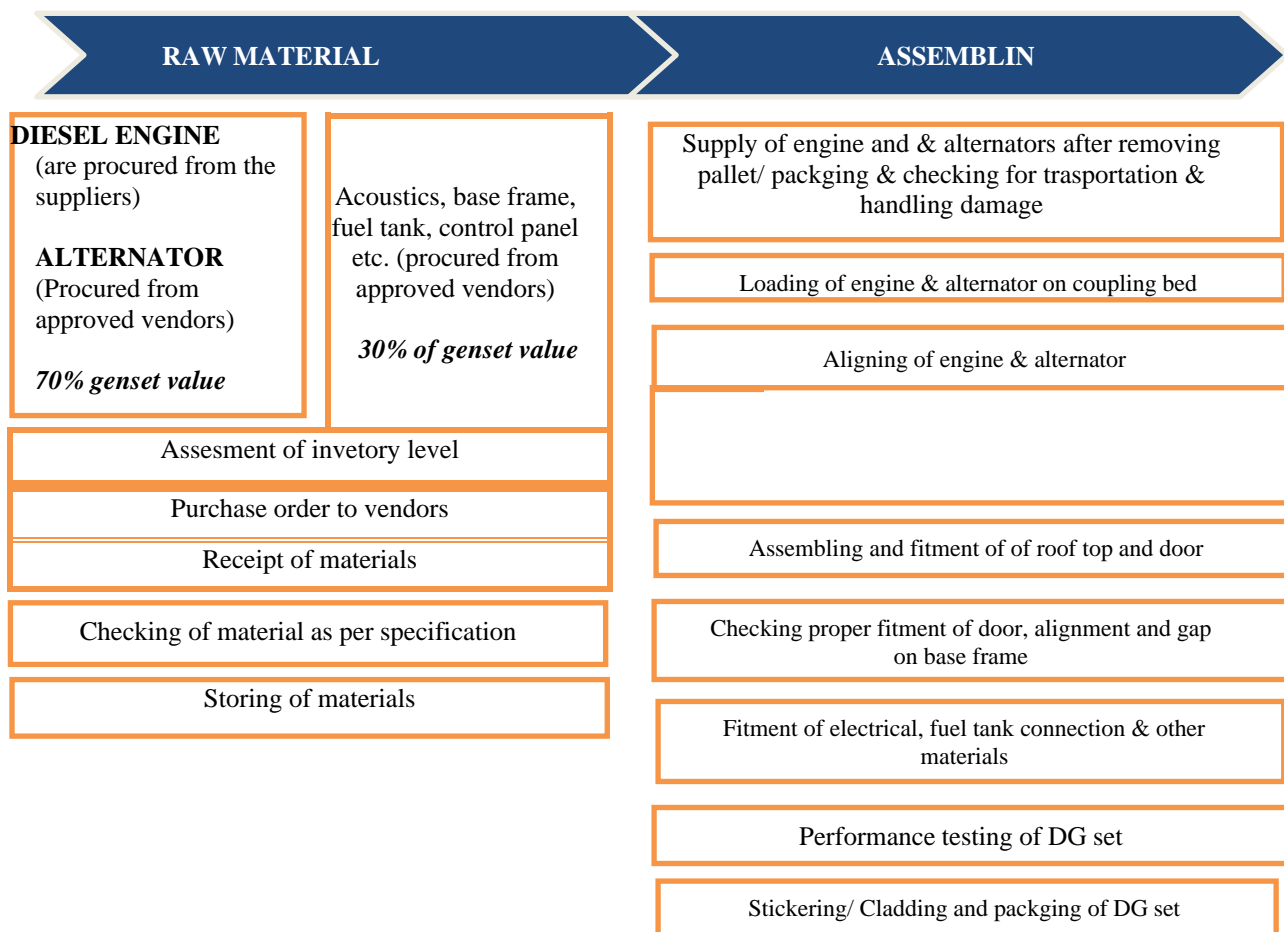 RAW MATERIAL
ASSEMBLIN
DIESEL ENGINE
(are procured from the
suppliers)
ALTERNATOR
(Procured from
approved vendors)
70% genset value
Acoustics, base frame,
fuel tank, control panel
etc. (procured from
approved vendors)
30% of genset value
Assesment of invetory level
Purchase order to vendors
Receipt of materials
Checking of material as per specification
Storing of materials
Supply of engine and & alternators after removing
pallet/ packging & checking for trasportation &
handling damage
Loading of engine & alternator on coupling bed
Aligning of engine & alternator
Assembling and fitment of of roof top and door
Checking proper fitment of door, alignment and gap
on base frame
Fitment of electrical, fuel tank connection & other
materials
Performance testing of DG set
Stickering/ Cladding and packging of DG set